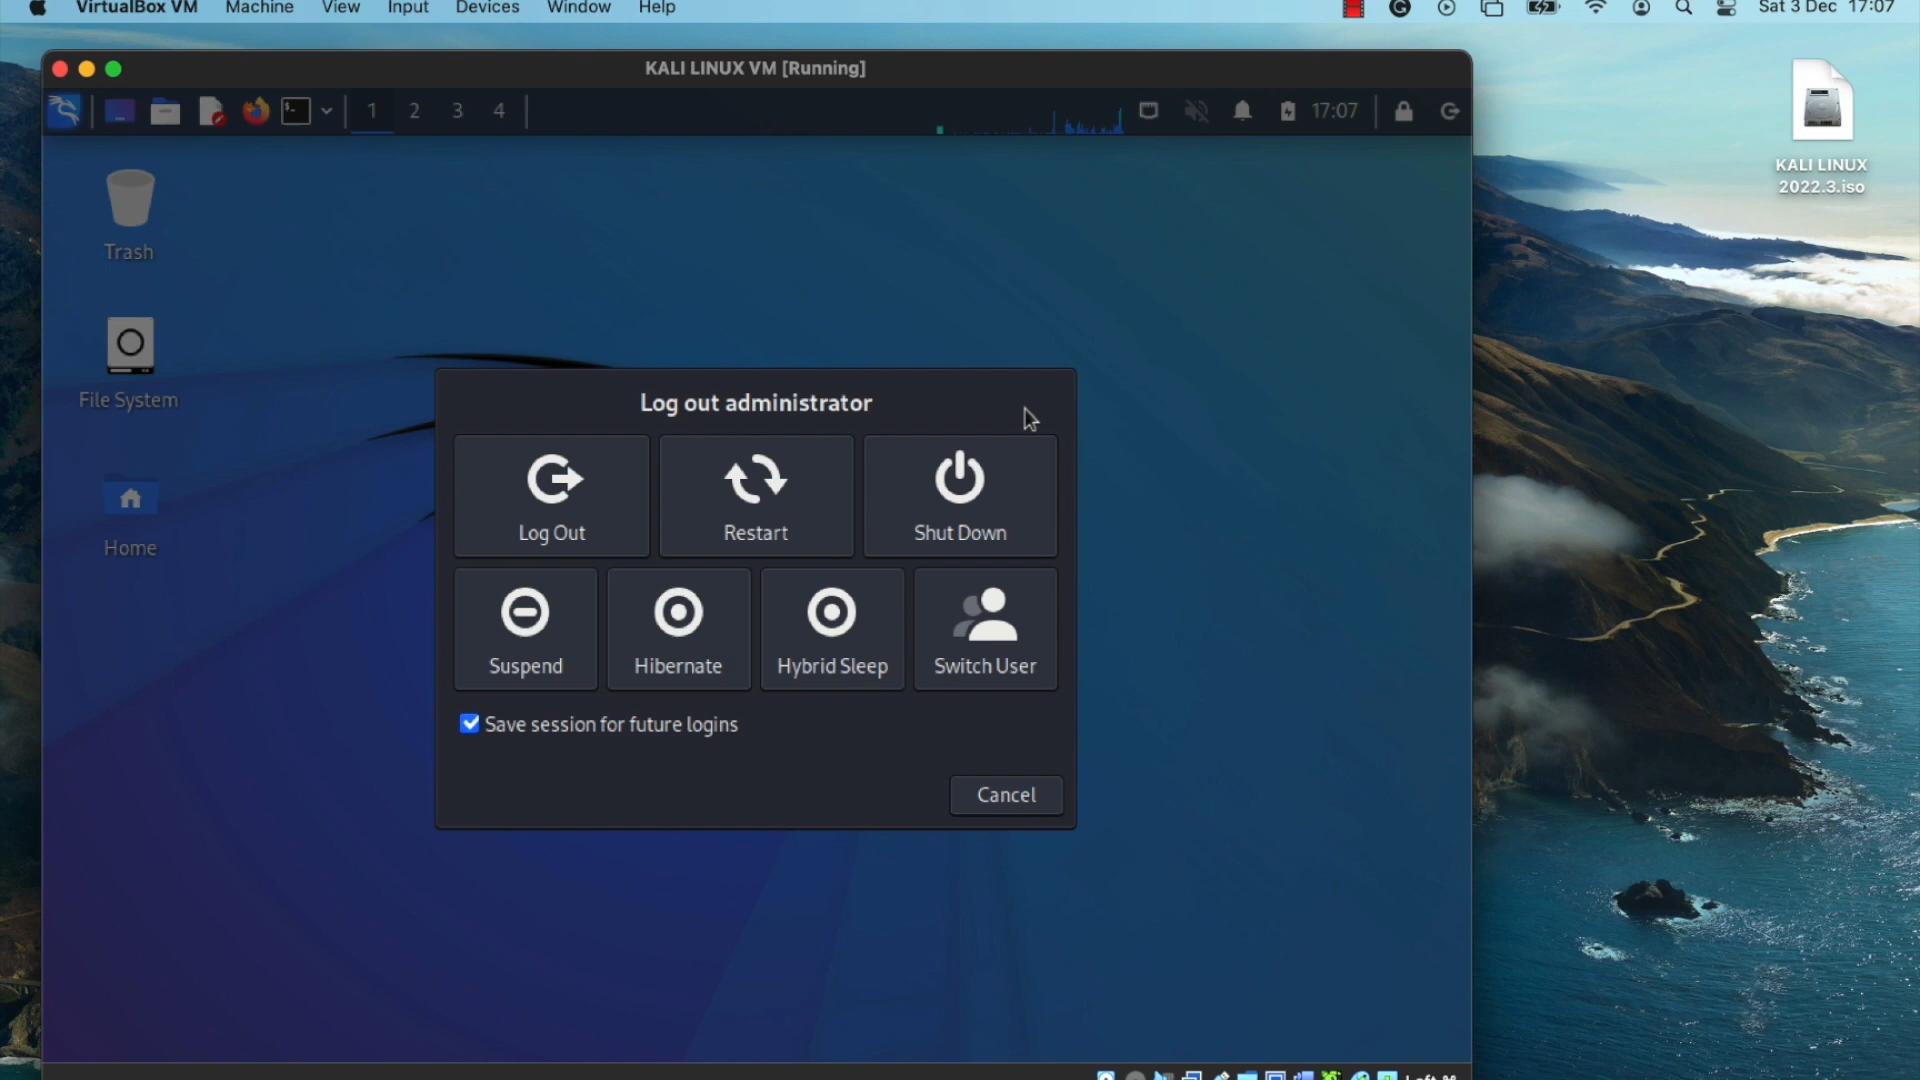 VirtualBox VM Machine View Input Devices Window Help Sat 3 Dec 17:07
KALI LINUX VM [Running]
1 2 3 4 17:07
KALI LINUX
2022.3.iso
Trash
File System
Home
Log out administrator
Log Out Restart Shut Down
Suspend Hibernate Hybrid Sleep Switch User
Save session for future logins
Cancel
Left ⌘